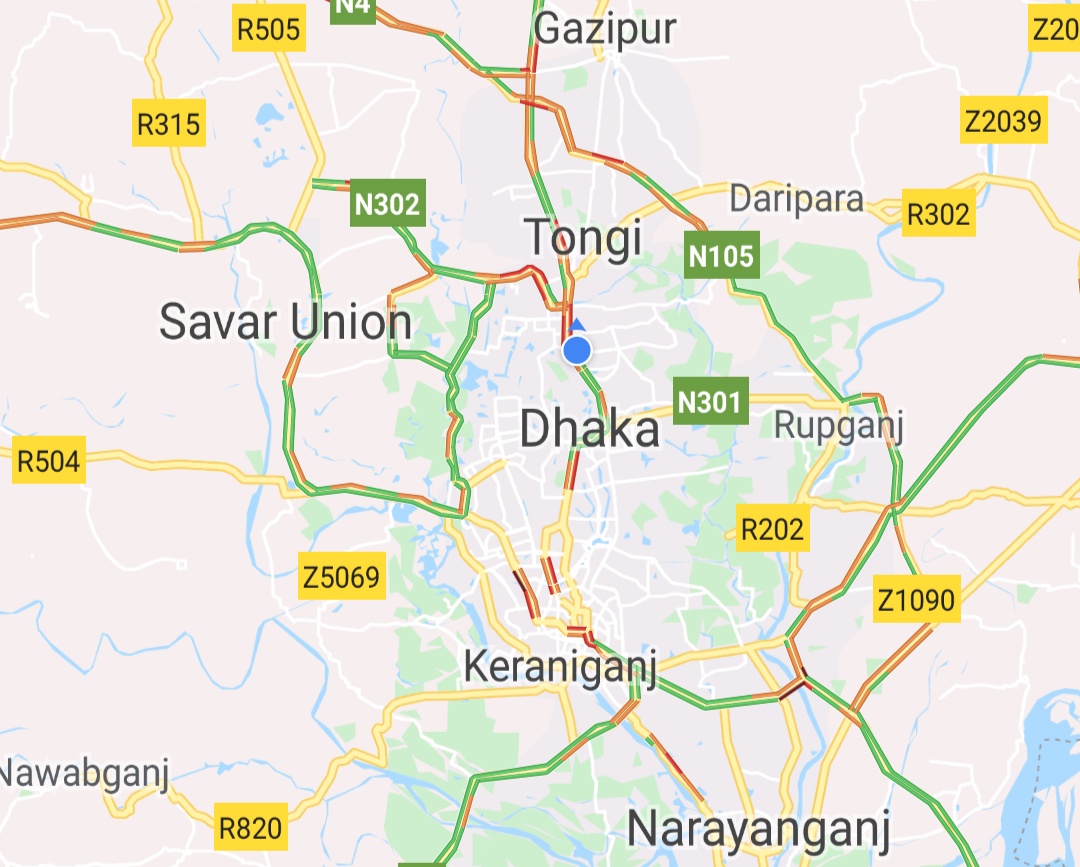 N4
R505
Gazipur
Z20
R315
Z2039
N302
Daripara
R302
Tongi
N105
Savar Union
N301
Dhaka
Rupganj
R504
R202
Z5069
Z1090
Keraniganj
Nawabganj
R820
Narayanganj